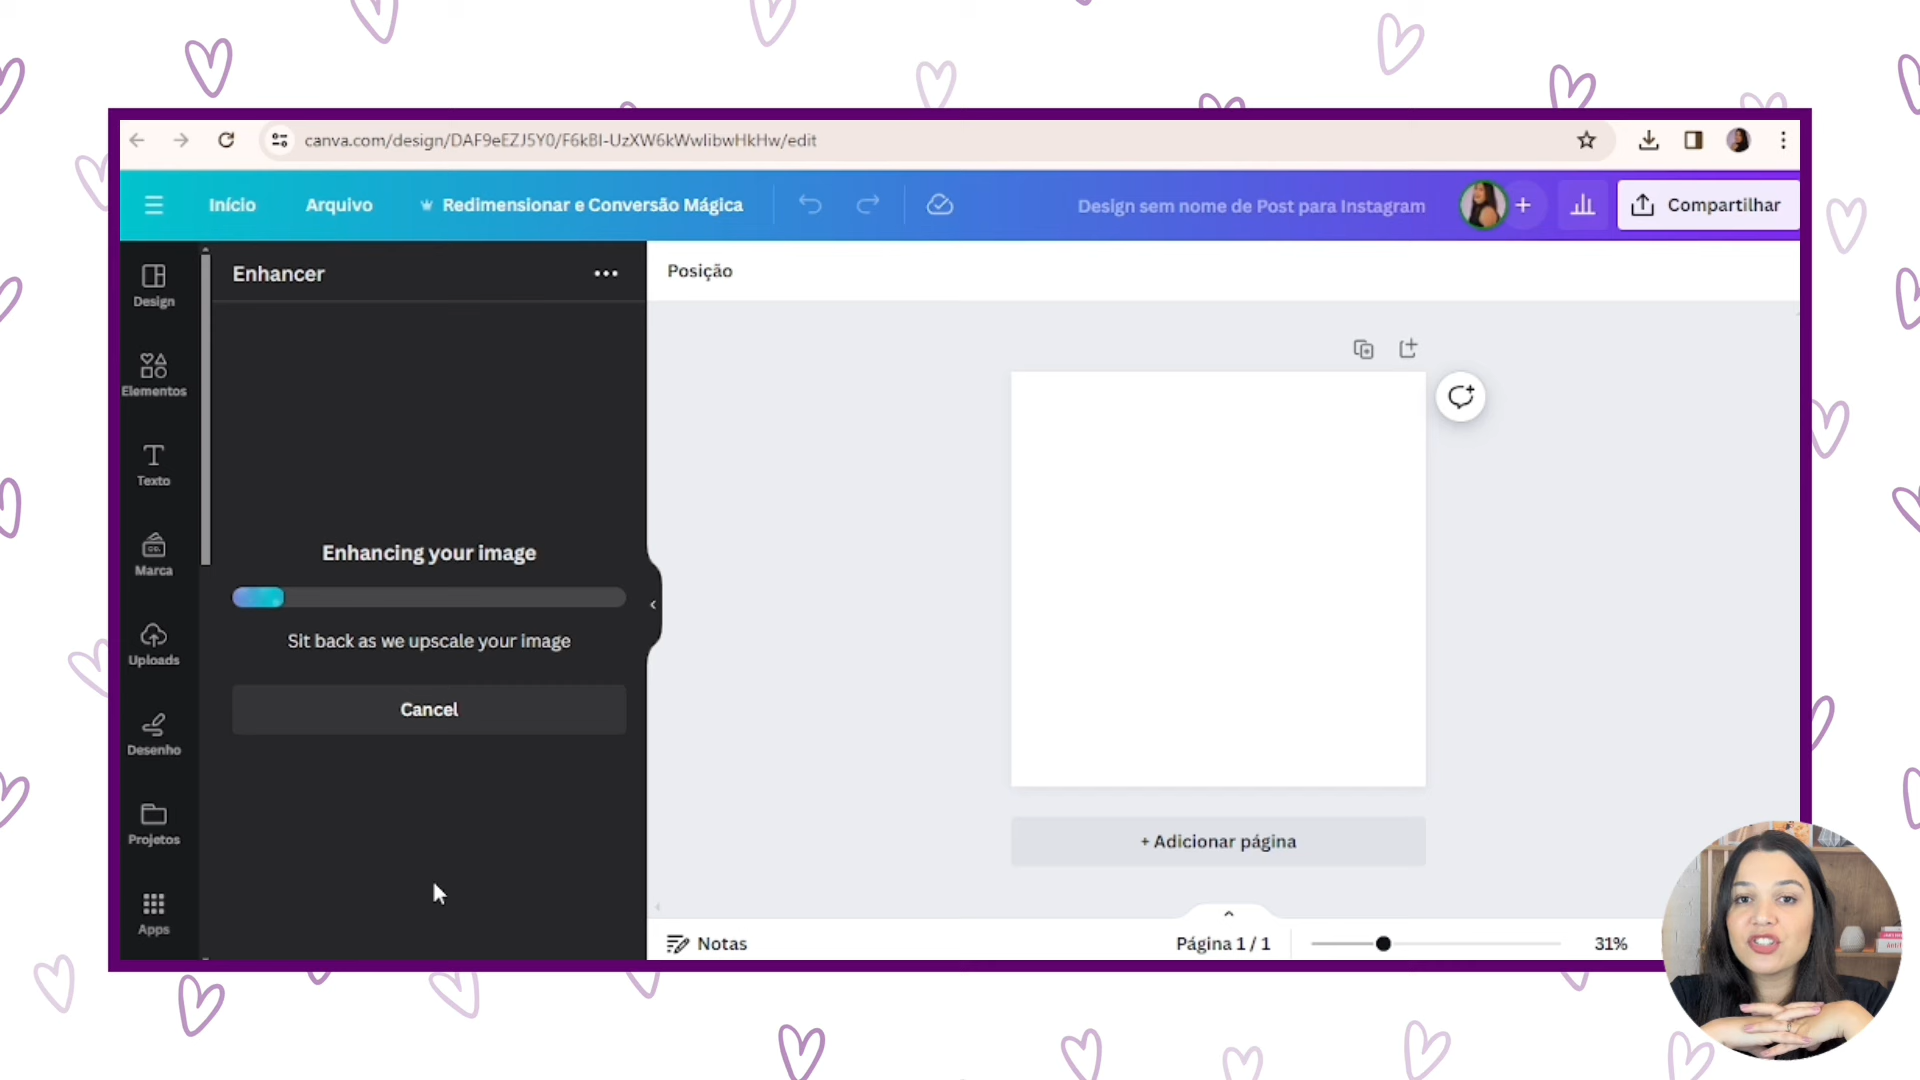 canva.com/design/DAF9eEZJ5Y0/F6kBI-UzXW6kWwlibwHkHw/edit
Início
Arquivo
Redimensionar e Conversão Mágica
Design sem nome de Post para Instagram
Compartilhar
Design
Elementos
Texto
Marca
Uploads
Desenho
Projetos
Apps
Enhancer
Enhancing your image
Sit back as we upscale your image
Cancel
Posição
+ Adicionar página
Notas
Página 1 / 1
31%